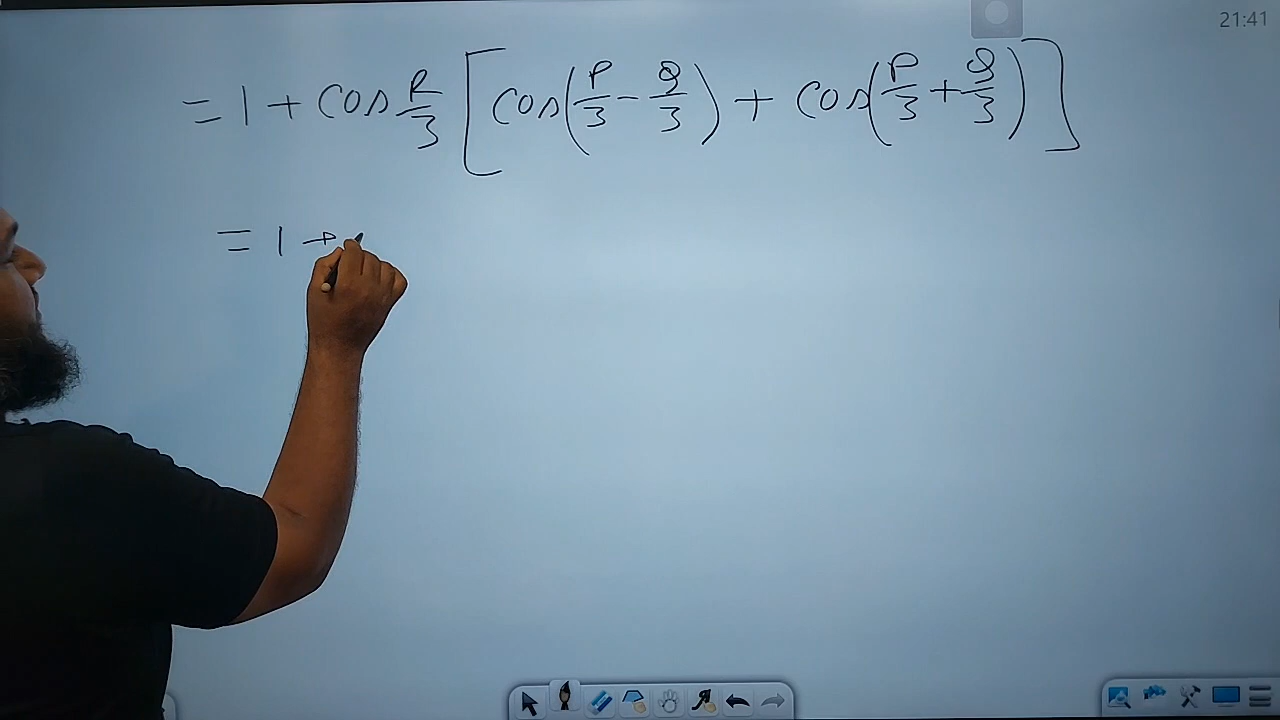 21:41
= 1 + Cos R/3 [ Cos(P/3 - Q/3) + Cos(P/3 + Q/3) ]
= 1 +